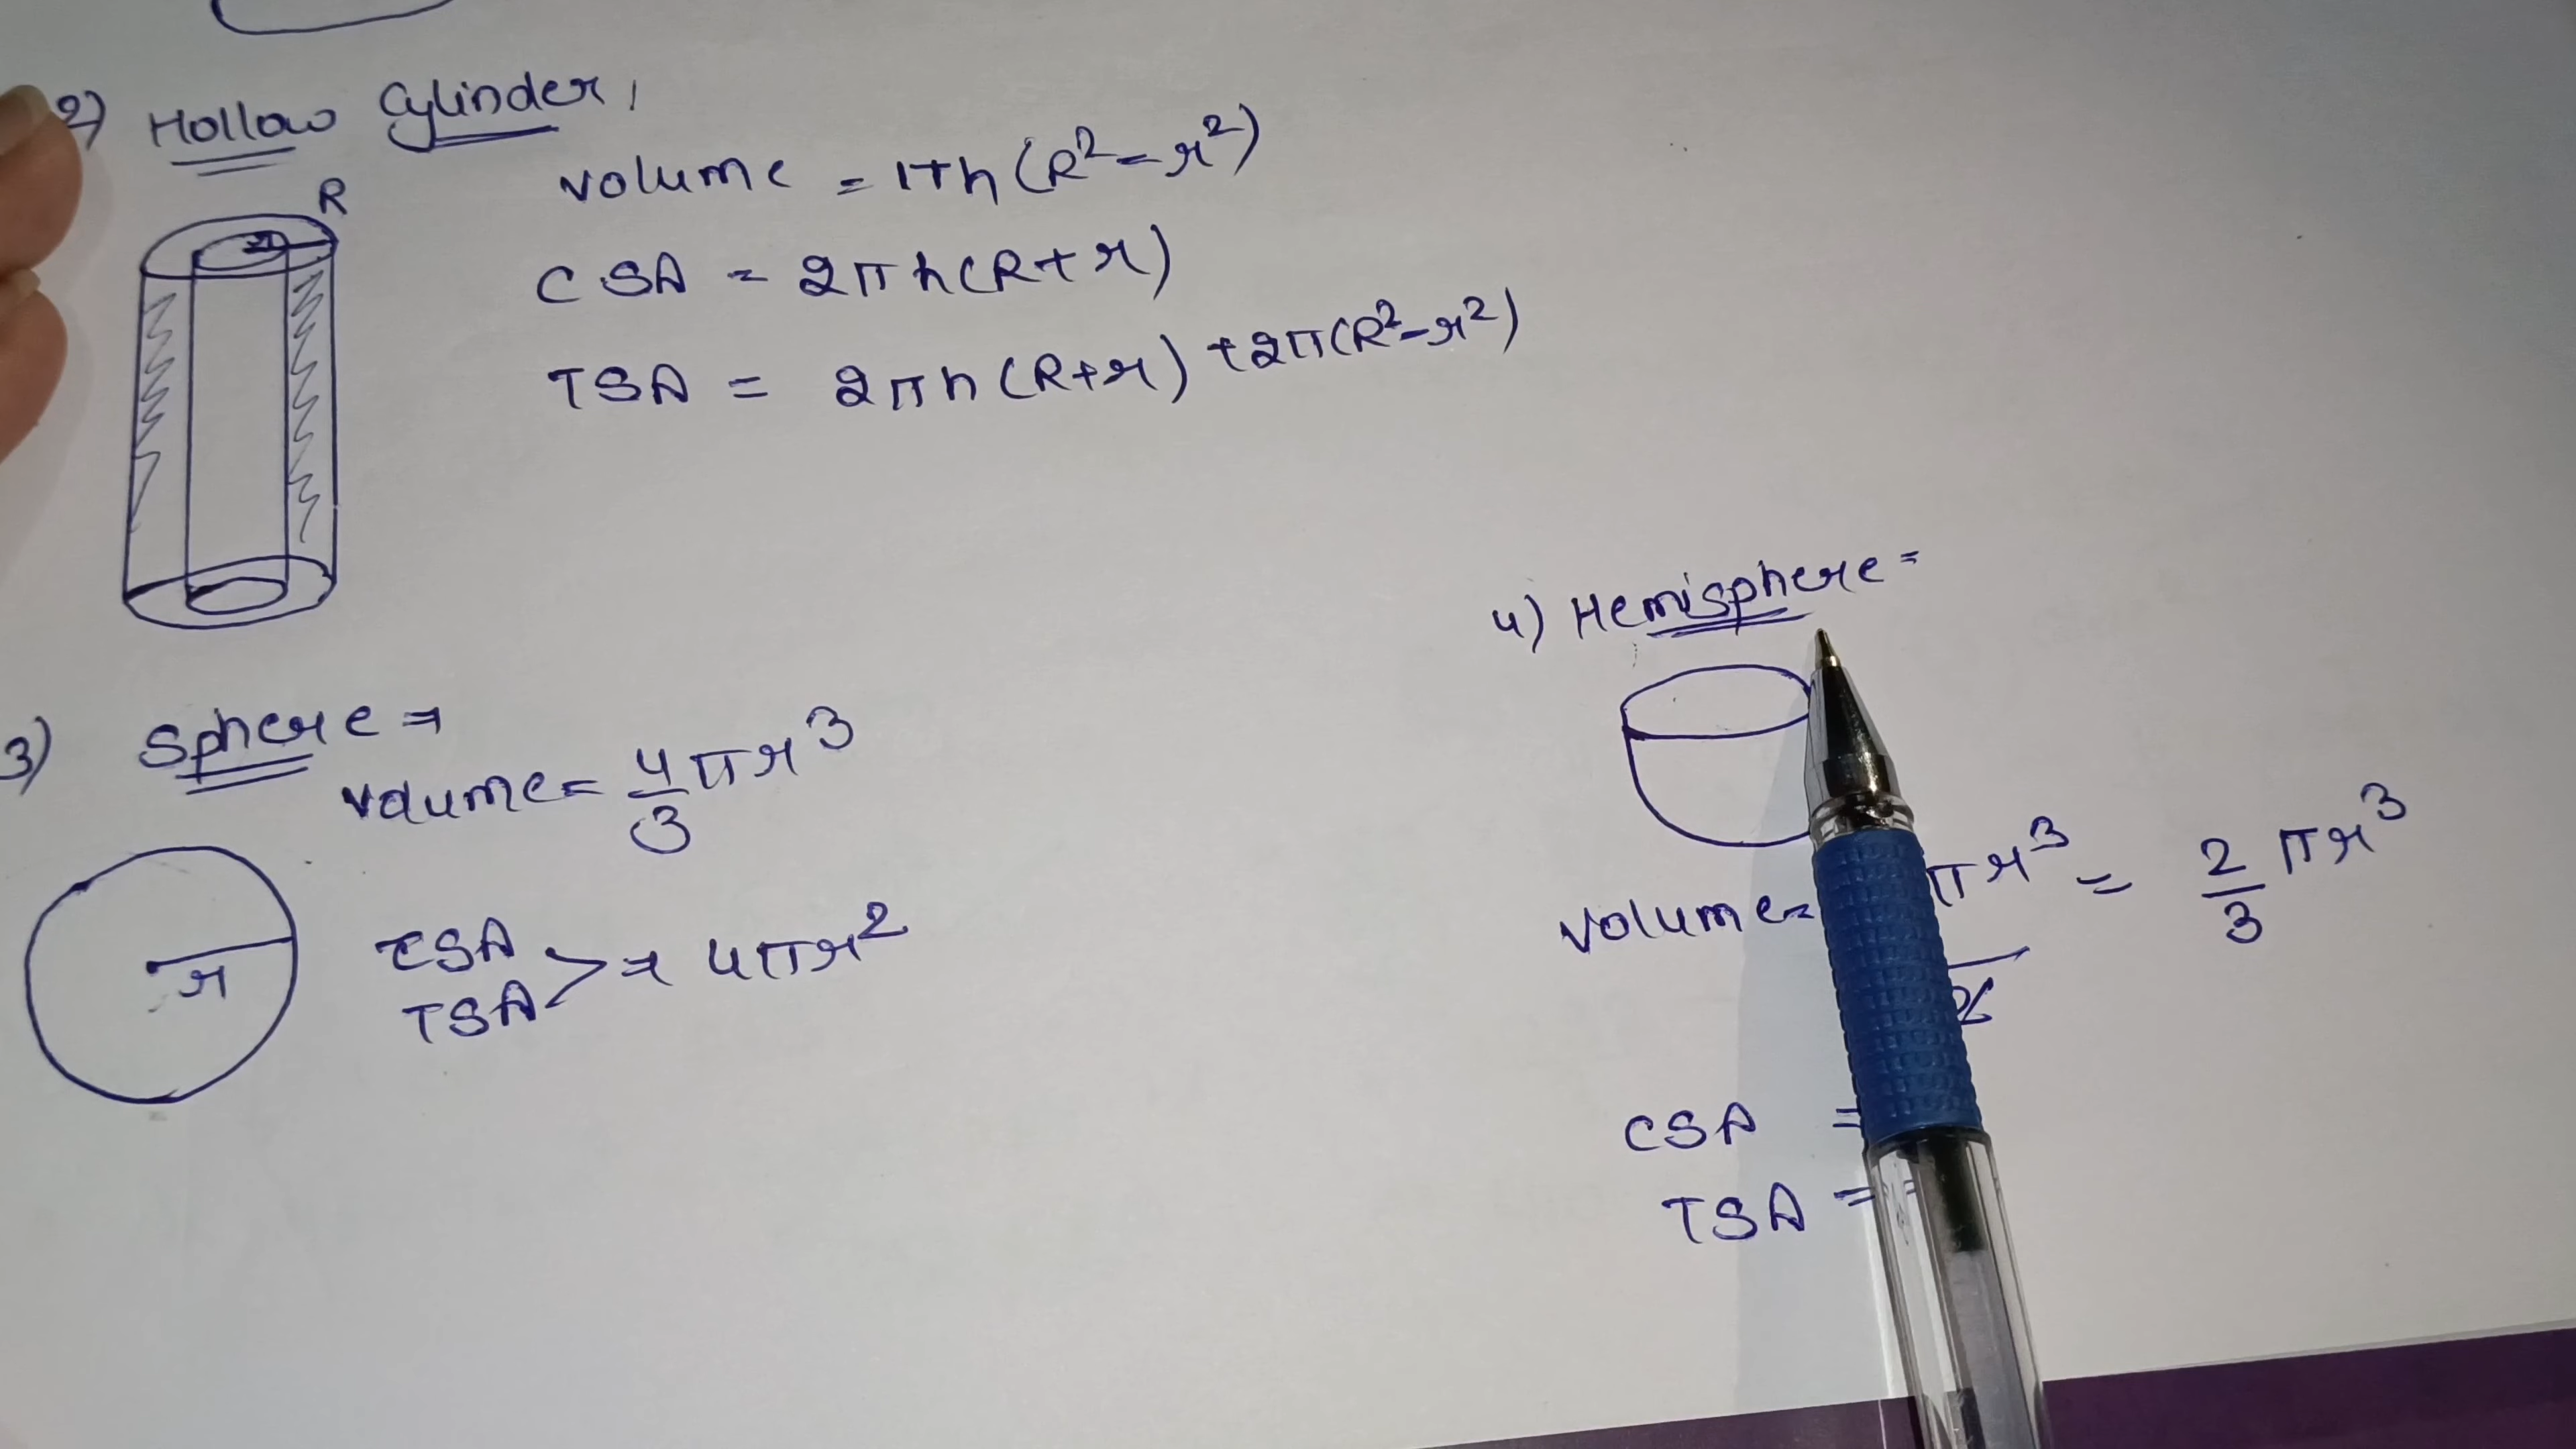 2) Hollow Cylinder,
R
r
Volume = πh (R² - r²)
CSA = 2πh(R+r)
TSA = 2πh (R+r) +2π(R²-r²)
3) Sphere ⇒
Volume = 4/3 πr³
r
CSA
TSA > ⇒ 4πr²
4) Hemisphere =
Volume = πr³ = 2/3 πr³
CSA =
TSA =